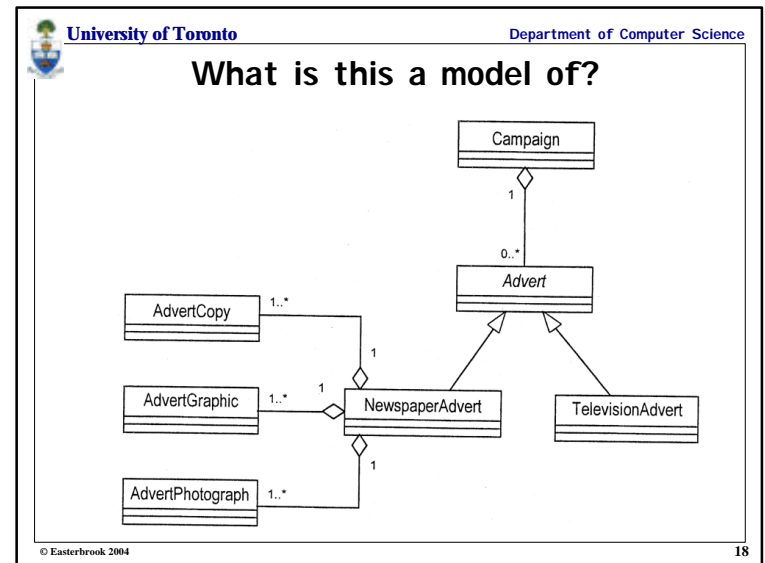 University of Toronto
Department of Computer Science
What is this a model of?
Campaign
1
0..*
Advert
AdvertCopy
1..*
1
AdvertGraphic
1..*
1
NewspaperAdvert
TelevisionAdvert
1
AdvertPhotograph
1..*
© Easterbrook 2004
18